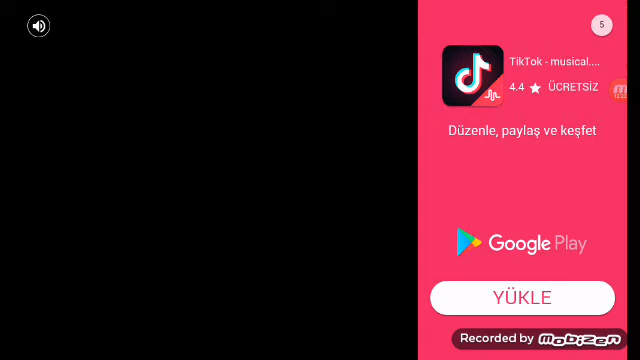 5
TikTok - musical....
4.4 ★ ÜCRETSİZ
Düzenle, paylaş ve keşfet
Google Play
YÜKLE
Recorded by mobizen